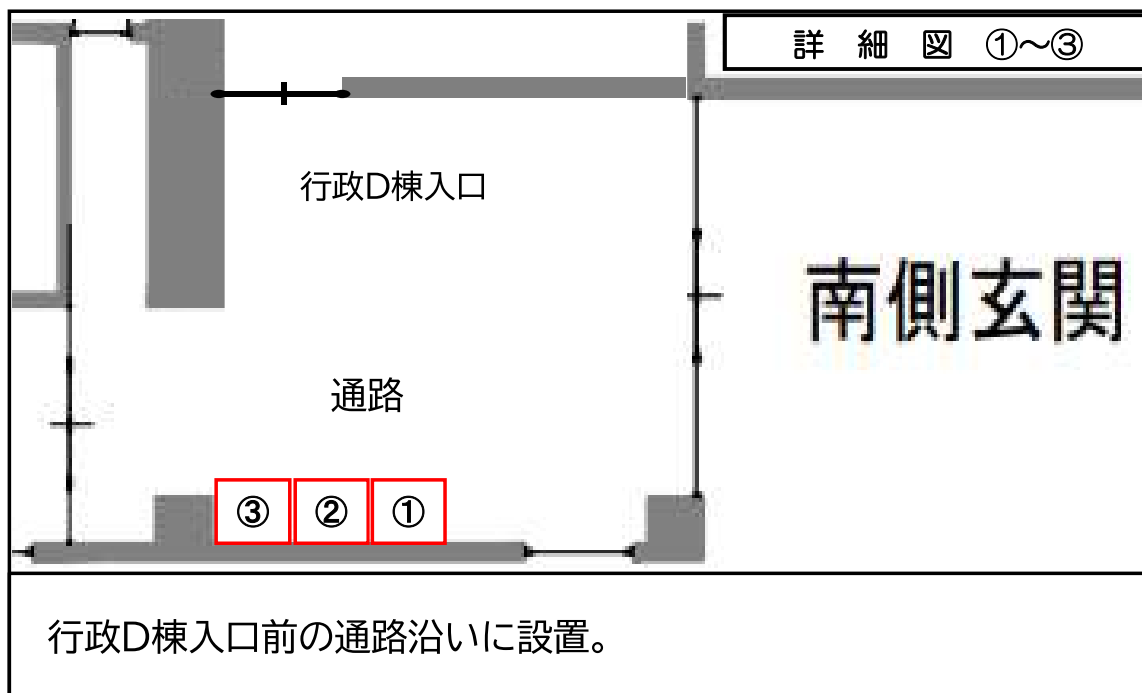 詳 細 図 ①～③
行政D棟入口
南側玄関
通路
③ ② ①
行政D棟入口前の通路沿いに設置。